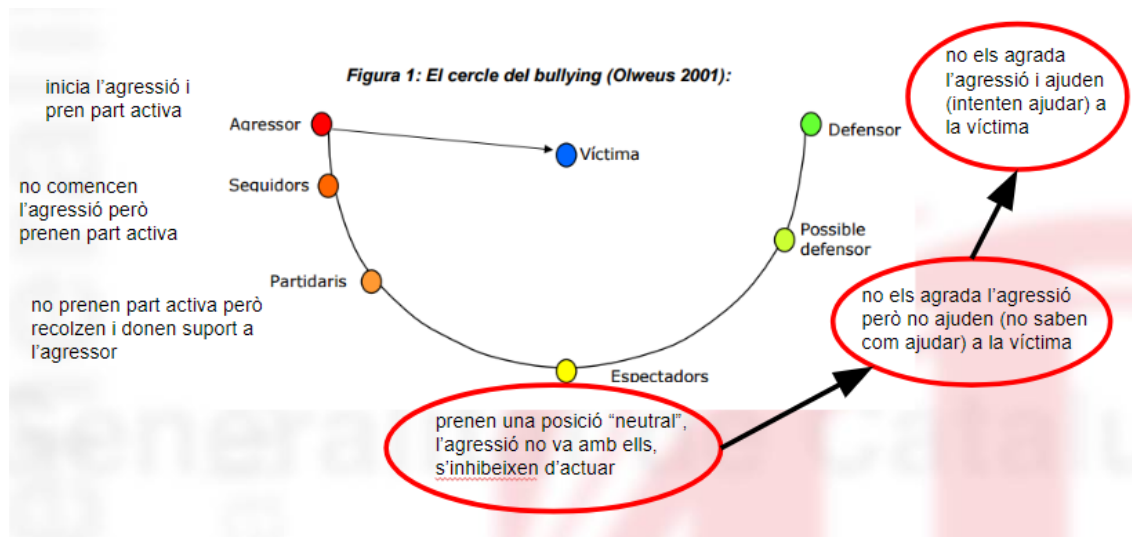 Figura 1: El cercle del bullying (Olweus 2001):
inicia l'agressió i
pren part activa
Agressor
Víctima
Defensor
no els agrada
l'agressió i ajuden
(intenten ajudar) a
la víctima
no comencen
l'agressió però
prenen part activa
Seguidors
Possible
defensor
Partidaris
no prenen part activa però
recolzen i donen suport a
l'agressor
no els agrada l'agressió
però no ajuden (no saben
com ajudar) a la víctima
Espectadors
prenen una posició “neutral”,
l'agressió no va amb ells,
s'inhibeixen d'actuar